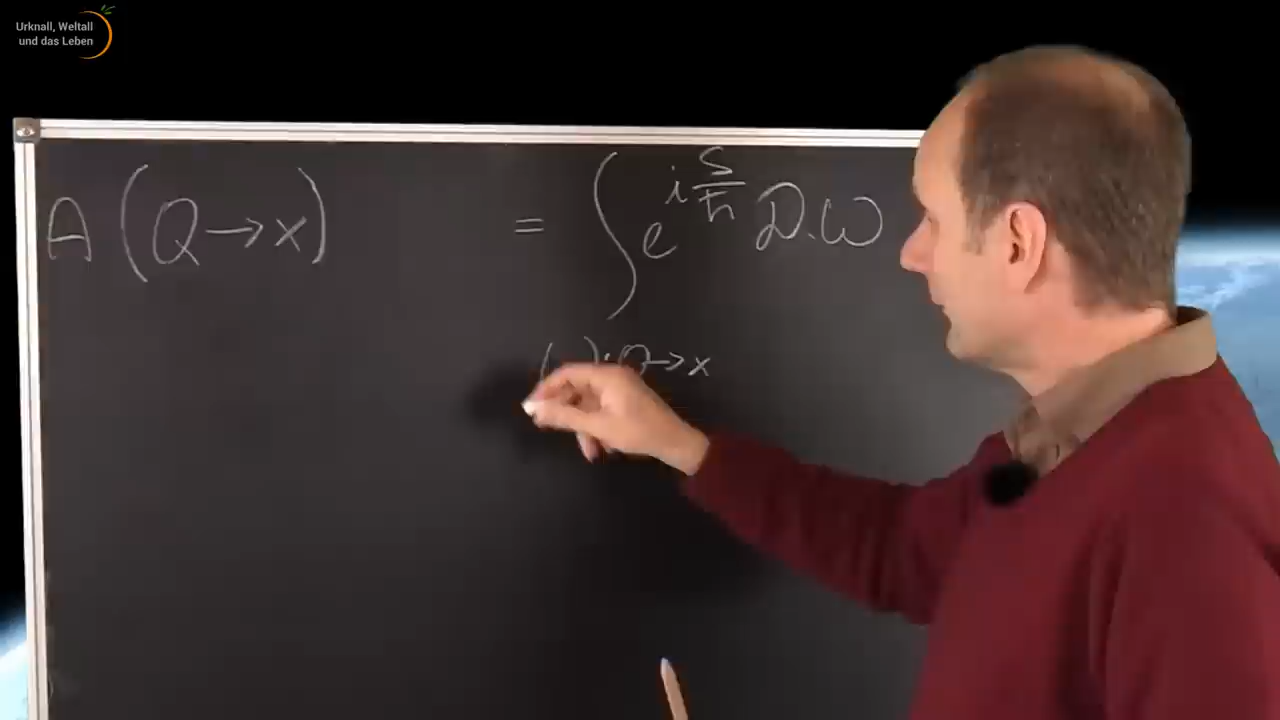 Urknall, Weltall
und das Leben
A (Q→x) = ∫ e^{i S/ħ} D ω
Q→x